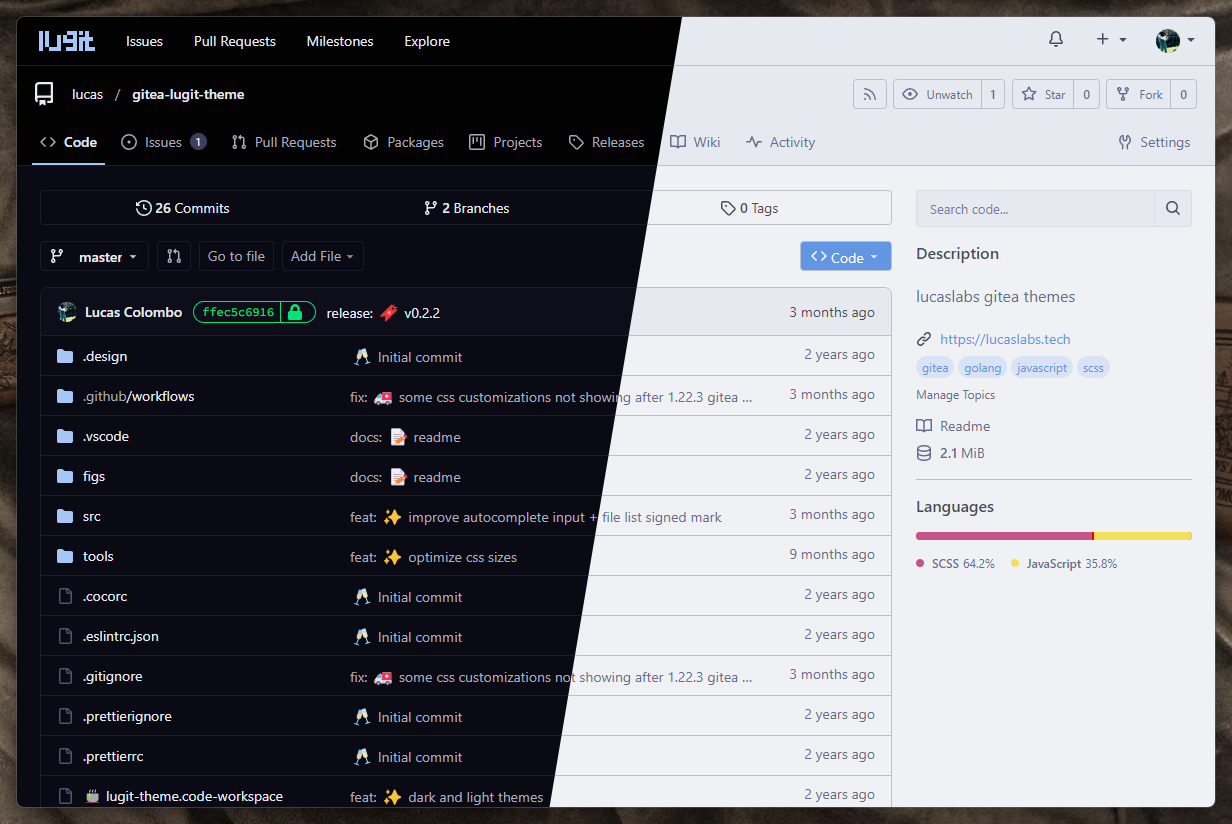 lugit Issues Pull Requests Milestones Explore
lucas / gitea-lugit-theme Unwatch 1 Star 0 Fork 0
Code Issues 1 Pull Requests Packages Projects Releases Wiki Activity Settings
26 Commits 2 Branches 0 Tags Search code...
master Go to file Add File Code
Description
lucaslabs gitea themes
Lucas Colombo ffec5c6916 release: v0.2.2 3 months ago
https://lucaslabs.tech
.design Initial commit 2 years ago
gitea golang javascript scss
.github/workflows fix: some css customizations not showing after 1.22.3 gitea ... 3 months ago
Manage Topics
.vscode docs: readme 2 years ago
Readme
2.1 MiB
figs docs: readme 2 years ago
Languages
src feat: improve autocomplete input + file list signed mark 3 months ago
tools feat: optimize css sizes 9 months ago
SCSS 64.2% JavaScript 35.8%
.cocorc Initial commit 2 years ago
.eslintrc.json Initial commit 2 years ago
.gitignore fix: some css customizations not showing after 1.22.3 gitea ... 3 months ago
.prettierignore Initial commit 2 years ago
.prettierrc Initial commit 2 years ago
lugit-theme.code-workspace feat: dark and light themes 2 years ago